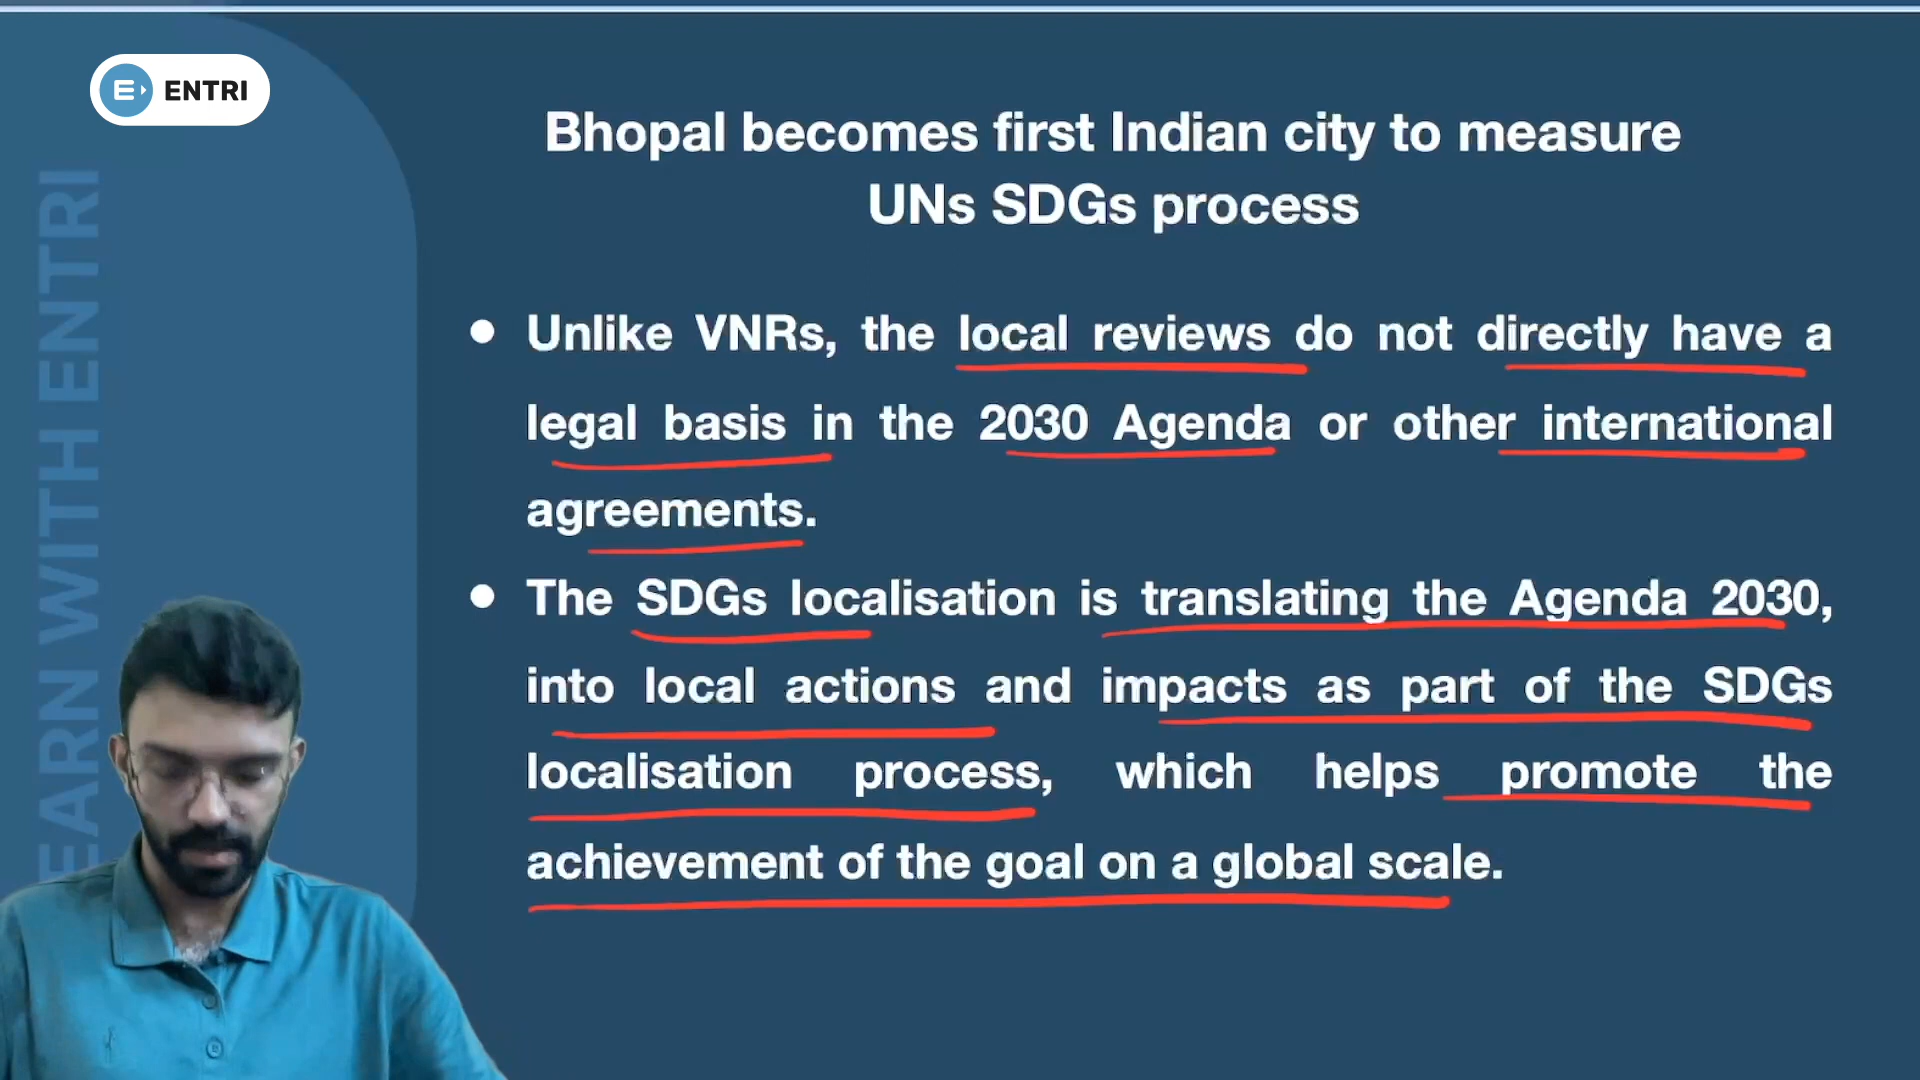 ENTRI
Bhopal becomes first Indian city to measure
UNs SDGs process
Unlike VNRs, the local reviews do not directly have a
legal basis in the 2030 Agenda or other international
agreements.
The SDGs localisation is translating the Agenda 2030,
into local actions and impacts as part of the SDGs
localisation process, which helps promote the
achievement of the goal on a global scale.
EARN WITH ENTRI